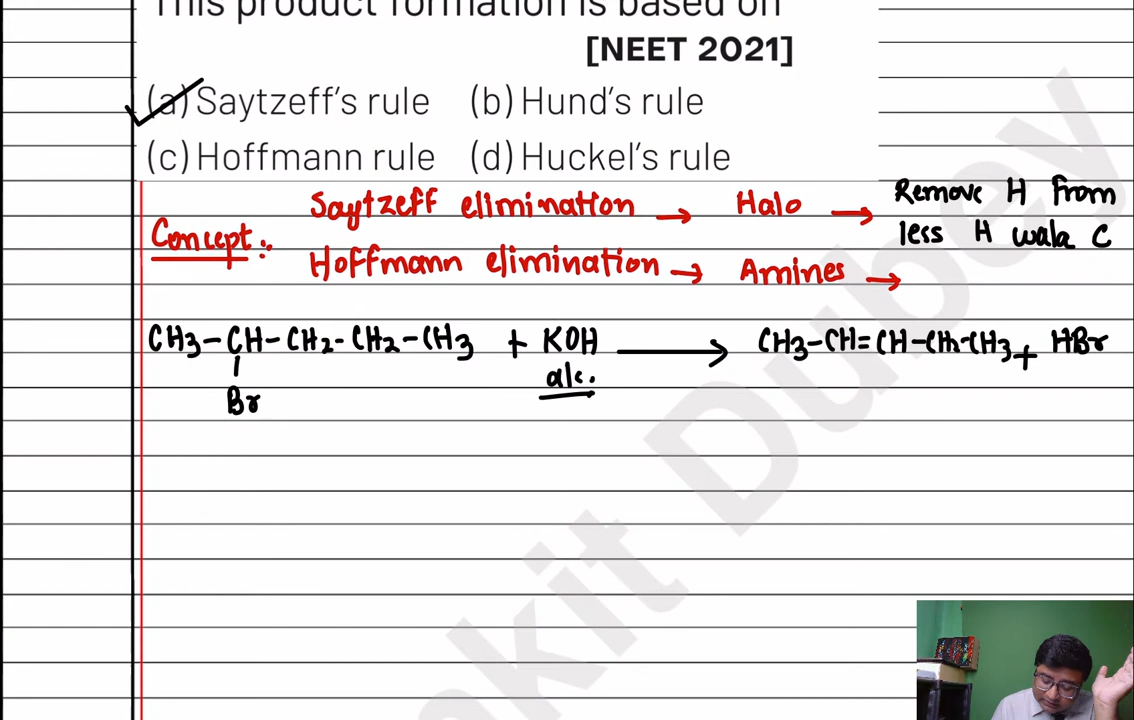 This product formation is based on
[NEET 2021]
(a) Saytzeff's rule (b) Hund's rule
(c) Hoffmann rule (d) Huckel's rule
Concept :- Saytzeff elimination → Halo → Remove H from less H wala C
Hoffmann elimination → Amines →
CH3-CH-CH2-CH2-CH3 + KOH → CH3-CH=CH-CH2-CH3 + HBr
alc.
Br
ankit Dubey